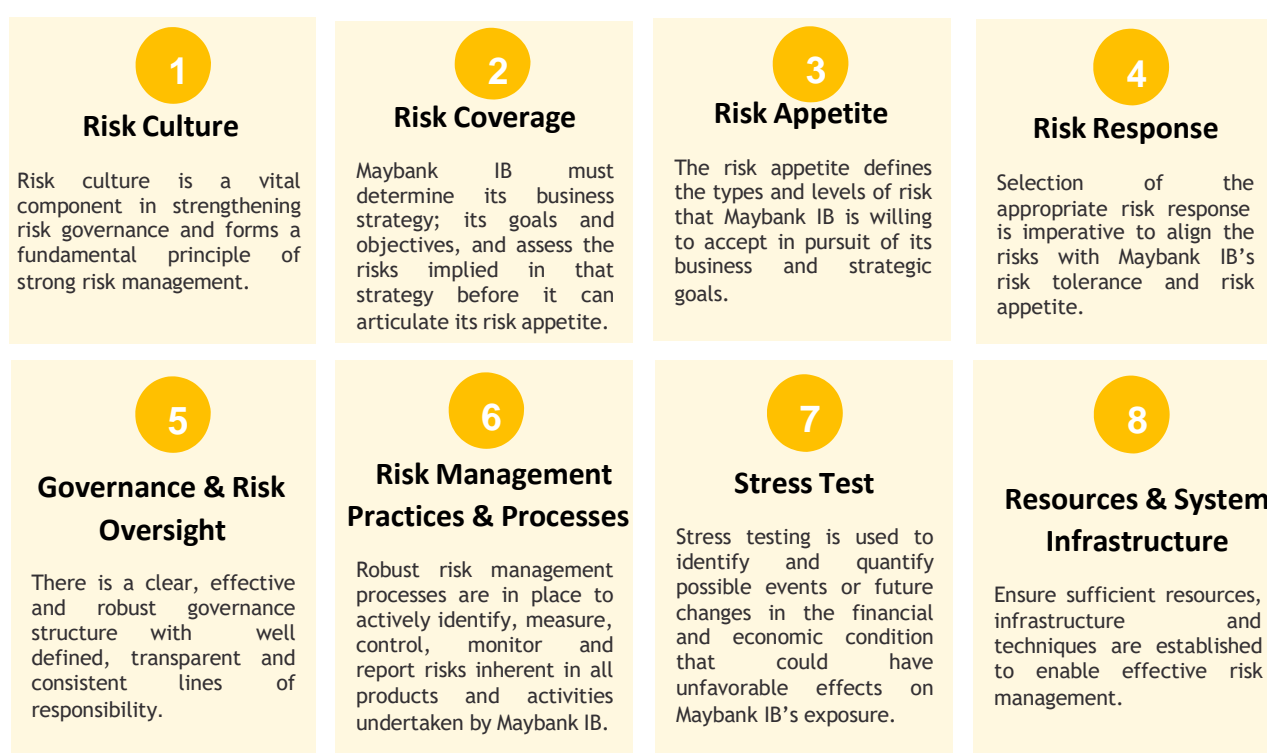 1
Risk Culture
Risk culture is a vital
component in strengthening
risk governance and forms a
fundamental principle of
strong risk management.
2
Risk Coverage
Maybank IB must
determine its business
strategy; its goals and
objectives, and assess the
risks implied in that
strategy before it can
articulate its risk appetite.
3
Risk Appetite
The risk appetite defines
the types and levels of risk
that Maybank IB is willing
to accept in pursuit of its
business and strategic
goals.
4
Risk Response
Selection of the
appropriate risk response
is imperative to align the
risks with Maybank IB’s
risk tolerance and risk
appetite.
5
Governance & Risk
Oversight
There is a clear, effective
and robust governance
structure with well
defined, transparent and
consistent lines of
responsibility.
6
Risk Management
Practices & Processes
Robust risk management
processes are in place to
actively identify, measure,
control, monitor and
report risks inherent in all
products and activities
undertaken by Maybank IB.
7
Stress Test
Stress testing is used to
identify and quantify
possible events or future
changes in the financial
and economic condition
that could have
unfavorable effects on
Maybank IB’s exposure.
8
Resources & System
Infrastructure
Ensure sufficient resources,
infrastructure and
techniques are established
to enable effective risk
management.